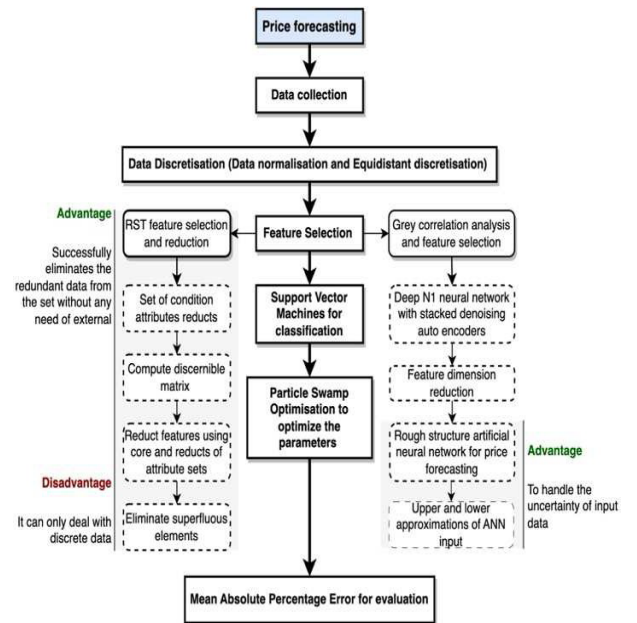 Price forecasting
Data collection
Data Discretisation (Data normalisation and Equidistant discretisation)
Advantage
Successfully
eliminates the
redundant data from
the set without any
need of external
RST feature selection
and reduction
Feature Selection
Grey correlation analysis
and feature selection
Set of condition
attributes reducts
Support Vector
Machines for
classification
Deep N1 neural network
with stacked denoising
auto encoders
Compute discernible
matrix
Particle Swamp
Optimisation to
optimize the
parameters
Feature dimension
reduction
Reduct features using
core and reducts of
attribute sets
Rough structure artificial
neural network for price
forecasting
Advantage
To handle the
uncertainty of input
data
Disadvantage
It can only deal with
discrete data
Eliminate superfluous
elements
Upper and lower
approximations of ANN
input
Mean Absolute Percentage Error for evaluation